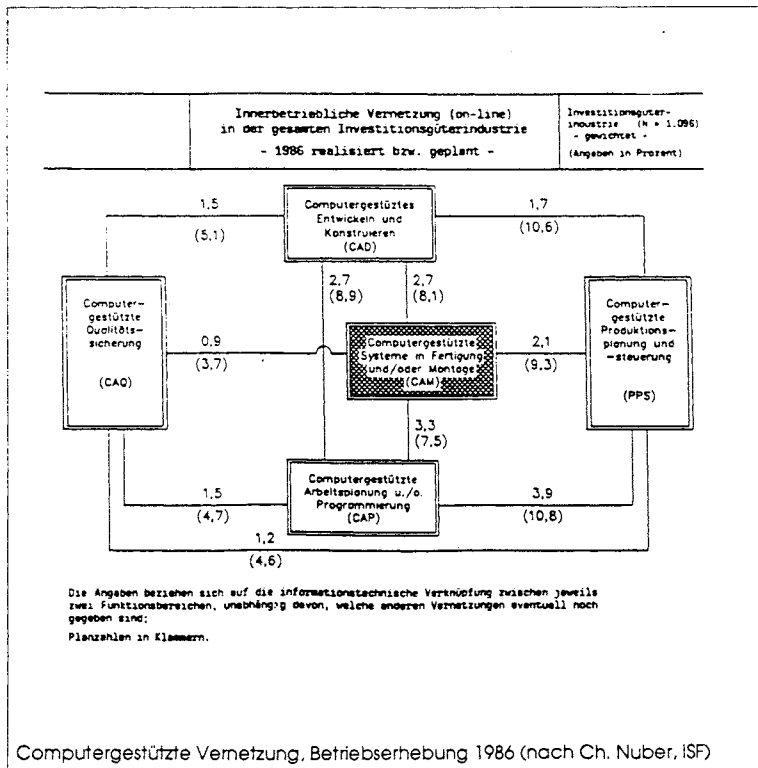 Innerbetriebliche Vernetzung (on-line)
in der gesamten Investitionsgüterindustrie
- 1986 realisiert bzw. geplant -
Investitionsguter-
industrie (N = 1.096)
- gewichtet -
(Angaben in Prozent)
1,5
(5,1)
Computergestütztes
Entwickeln und
Konstruieren
(CAD)
1,7
(10,6)
2,7
(8,9)
2,7
(8,1)
Computer-
gestützte
Qualitäts-
sicherung
(CAQ)
0,9
(3,7)
Computergestützte
Systeme in Fertigung
und/oder Montage
(CAM)
2,1
(9,3)
Computer-
gestützte
Produktions-
planung und
-steuerung
(PPS)
3,3
(7,5)
1,5
(4,7)
Computergestützte
Arbeitsplanung u./o.
Programmierung
(CAP)
3,9
(10,8)
1,2
(4,6)
Die Angaben beziehen sich auf die informationstechnische Verknüpfung zwischen jeweils
zwei Funktionsbereichen, unabhängig davon, welche anderen Vernetzungen eventuell noch
gegeben sind;
Planzahlen in Klammern.
Computergestützte Vernetzung, Betriebserhebung 1986 (nach Ch. Nuber, ISF)